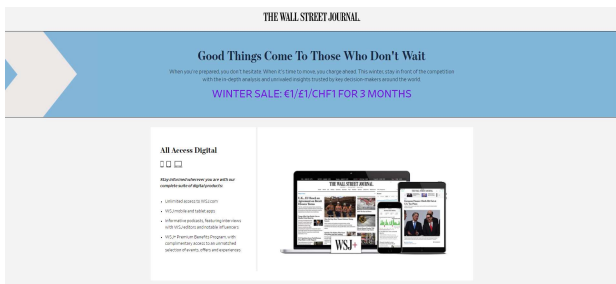 THE WALL STREET JOURNAL.
Good Things Come To Those Who Don't Wait
When you're prepared, you don't hesitate. When it's time to move, you charge ahead. This winter, stay in front of the competition
with the in-depth analysis and unrivaled insights trusted by key decision-makers around the world.
WINTER SALE: €1/£1/CHF1 FOR 3 MONTHS
All Access Digital
Stay informed wherever you are with our
complete suite of digital products:
• Unlimited access to WSJ.com
• WSJ mobile and tablet apps
• Informative podcasts, featuring interviews
with WSJ editors and notable influencers
• WSJ+ Premium Benefits Program, with
complimentary access to an unmatched
selection of events, offers and experiences
THE WALL STREET JOURNAL.
WSJ+